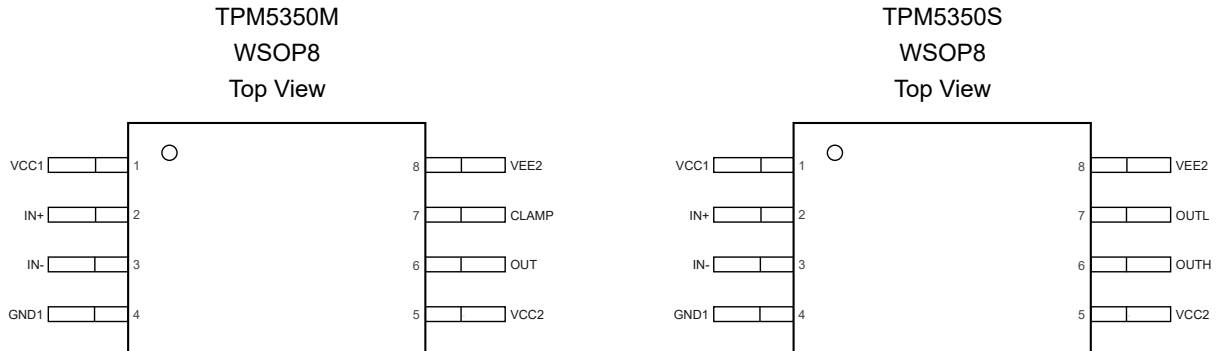 TPM5350M
WSOP8
Top View
VCC1 1 8 VEE2
IN+ 2 7 CLAMP
IN- 3 6 OUT
GND1 4 5 VCC2
TPM5350S
WSOP8
Top View
VCC1 1 8 VEE2
IN+ 2 7 OUTL
IN- 3 6 OUTH
GND1 4 5 VCC2